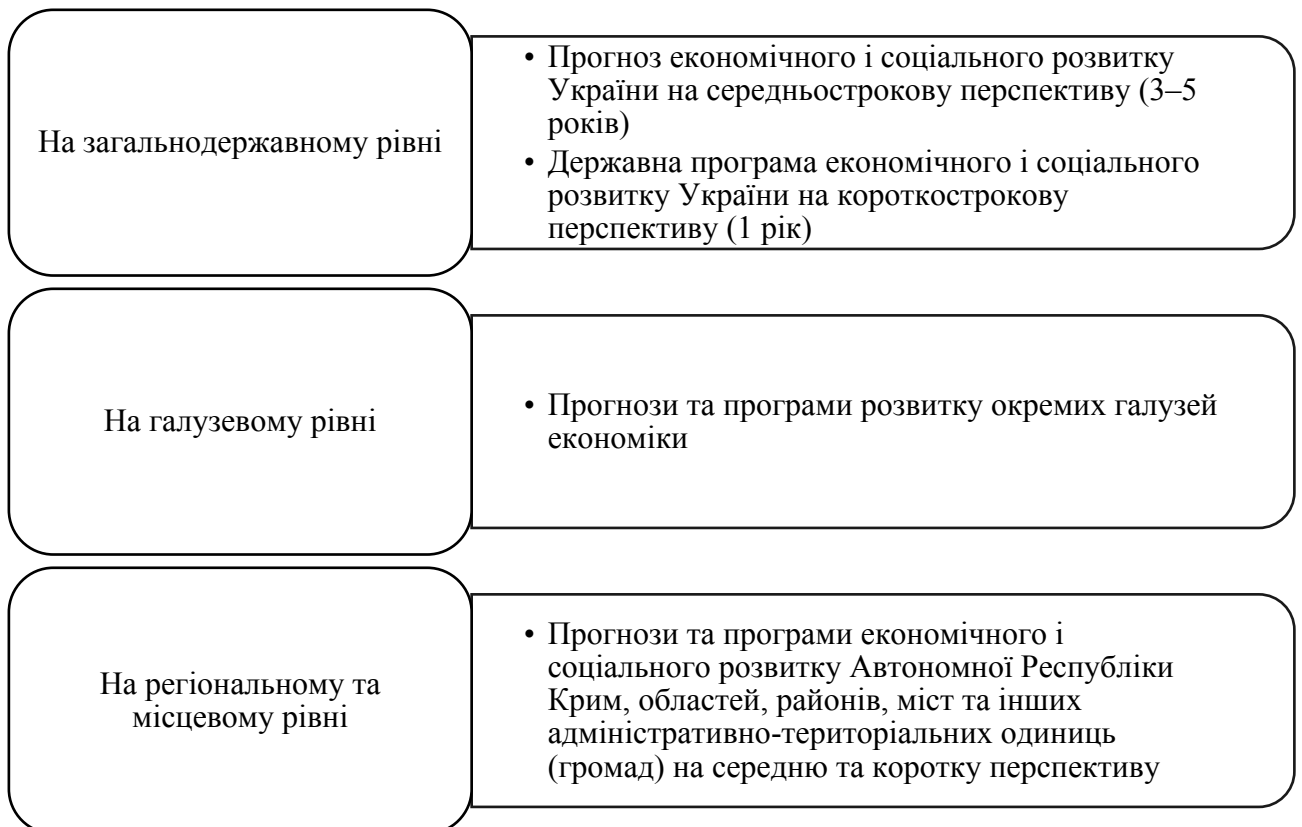 На загальнодержавному рівні
• Прогноз економічного і соціального розвитку
України на середньострокову перспективу (3–5
років)
• Державна програма економічного і соціального
розвитку України на короткострокову
перспективу (1 рік)
На галузевому рівні
• Прогнози та програми розвитку окремих галузей
економіки
На регіональному та
місцевому рівні
• Прогнози та програми економічного і
соціального розвитку Автономної Республіки
Крим, областей, районів, міст та інших
адміністративно-територіальних одиниць
(громад) на середню та коротку перспективу